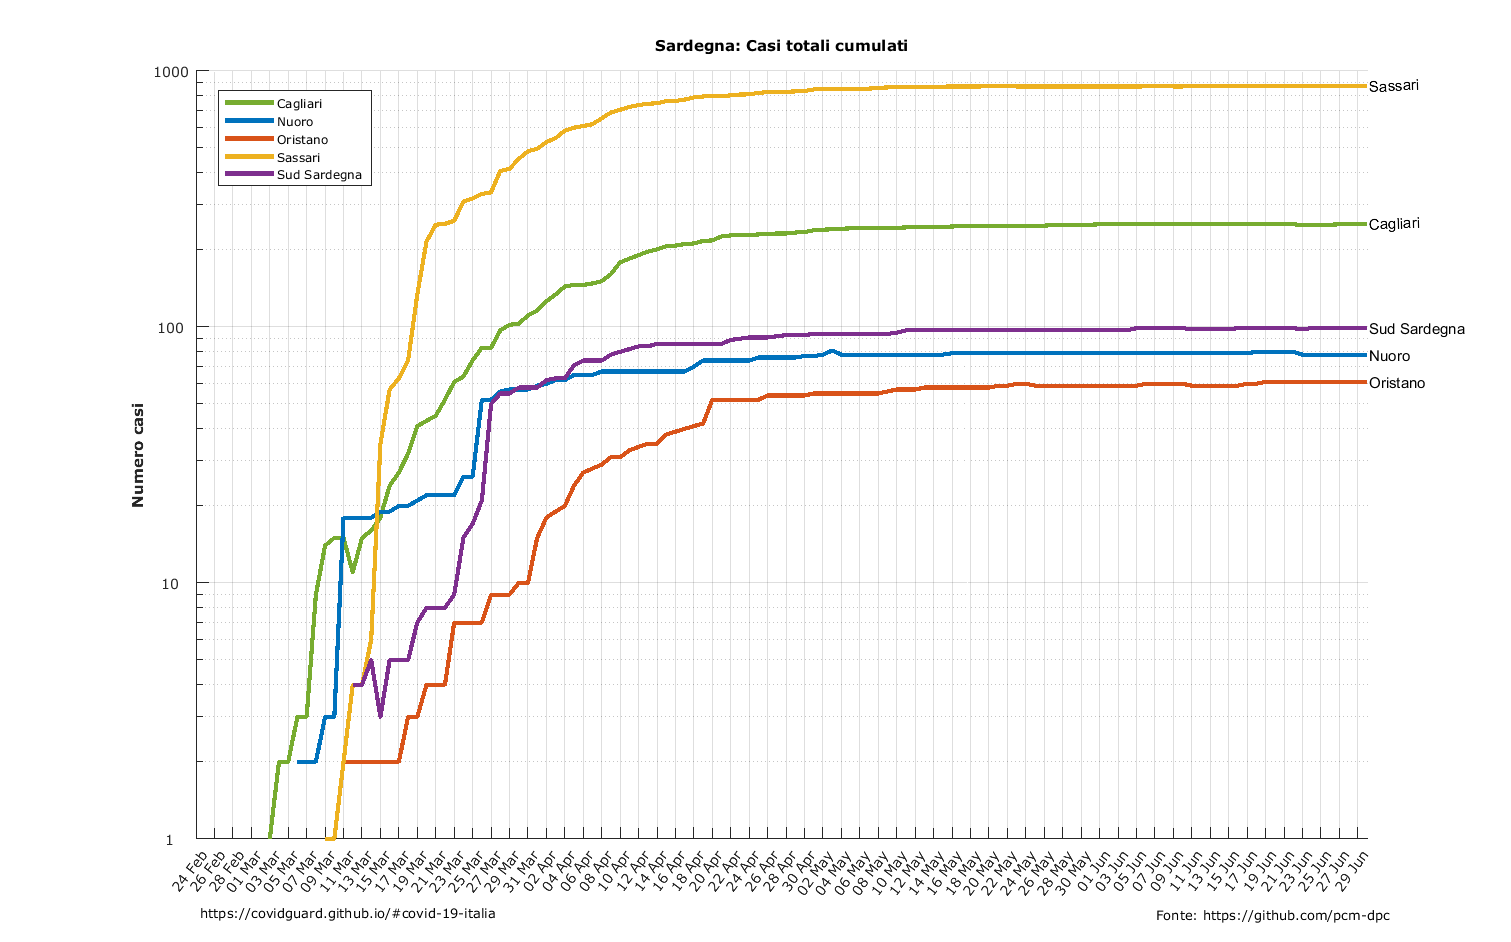 Sardegna: Casi totali cumulati
1000
100
10
1
Numero casi
Cagliari
Nuoro
Oristano
Sassari
Sud Sardegna
Sassari
Cagliari
Sud Sardegna
Nuoro
Oristano
24 Feb
26 Feb
28 Feb
01 Mar
03 Mar
05 Mar
07 Mar
09 Mar
11 Mar
13 Mar
15 Mar
17 Mar
19 Mar
21 Mar
23 Mar
25 Mar
27 Mar
29 Mar
31 Mar
02 Apr
04 Apr
06 Apr
08 Apr
10 Apr
12 Apr
14 Apr
16 Apr
18 Apr
20 Apr
22 Apr
24 Apr
26 Apr
28 Apr
30 Apr
02 May
04 May
06 May
08 May
10 May
12 May
14 May
16 May
18 May
20 May
22 May
24 May
26 May
28 May
30 May
01 Jun
03 Jun
05 Jun
07 Jun
09 Jun
11 Jun
13 Jun
15 Jun
17 Jun
19 Jun
21 Jun
23 Jun
25 Jun
27 Jun
29 Jun
https://covidguard.github.io/#covid-19-italia
Fonte: https://github.com/pcm-dpc